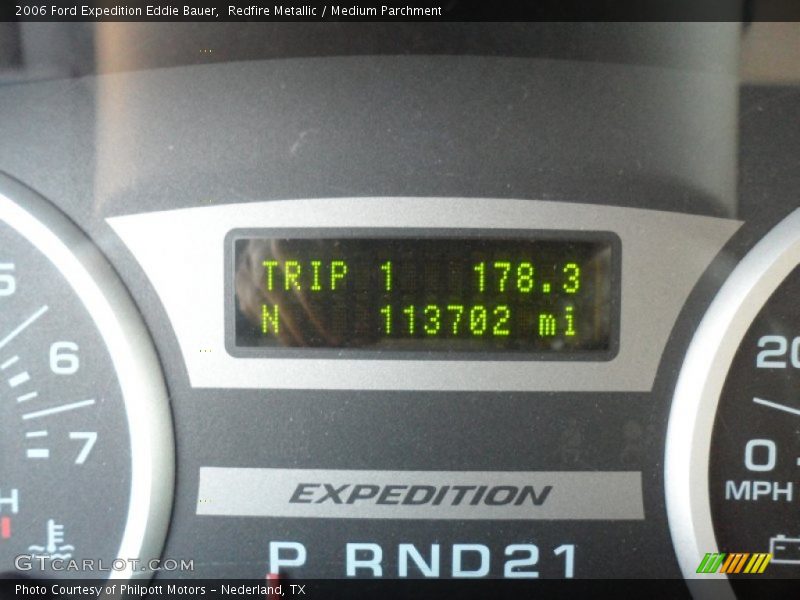 2006 Ford Expedition Eddie Bauer, Redfire Metallic / Medium Parchment
TRIP 1 178.3
N 113702 mi
5
6
7
H
20
0
MPH
EXPEDITION
P RND21
GTCARLOT.COM
Photo Courtesy of Philpott Motors - Nederland, TX